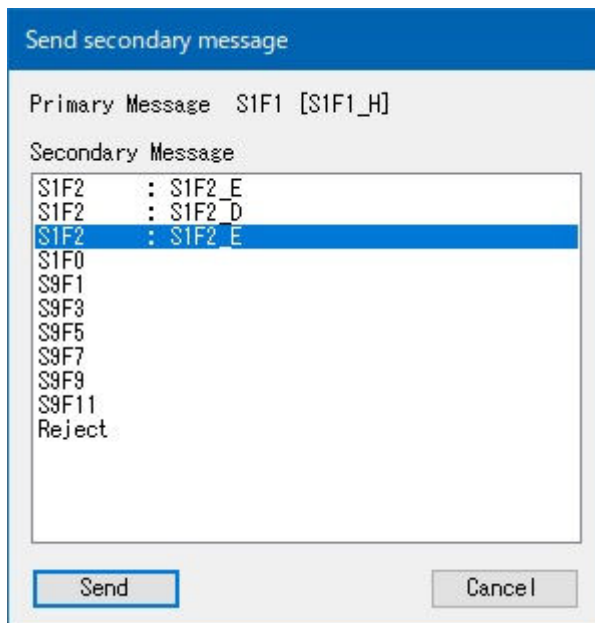 Send secondary message
Primary Message S1F1 [S1F1_H]
Secondary Message
S1F2 : S1F2_E
S1F2 : S1F2_D
S1F2 : S1F2_E
S1F0
S9F1
S9F3
S9F5
S9F7
S9F9
S9F11
Reject
Send Cancel